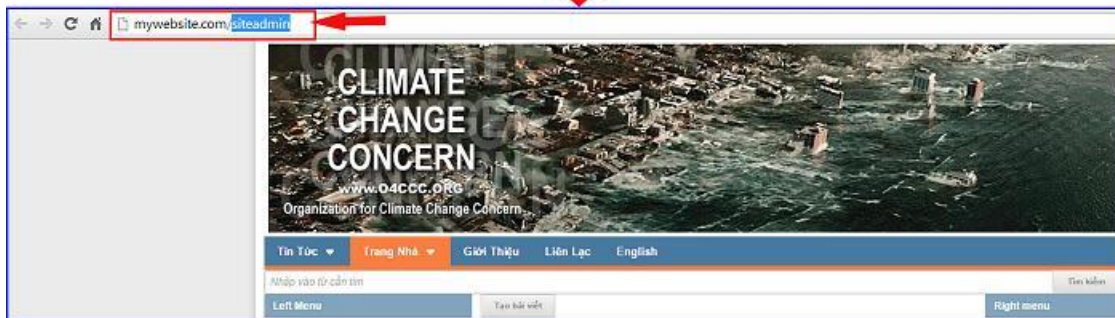 mywebsite.com/siteadmin
CLIMATE
CHANGE
CONCERN
www.O4CCC.ORG
Organization for Climate Change Concern
Tin Tức Trang Nhà Giới Thiệu Liên Lạc English
Nhập vào từ cần tìm Tìm kiếm
Left Menu Tạo bài viết Right menu